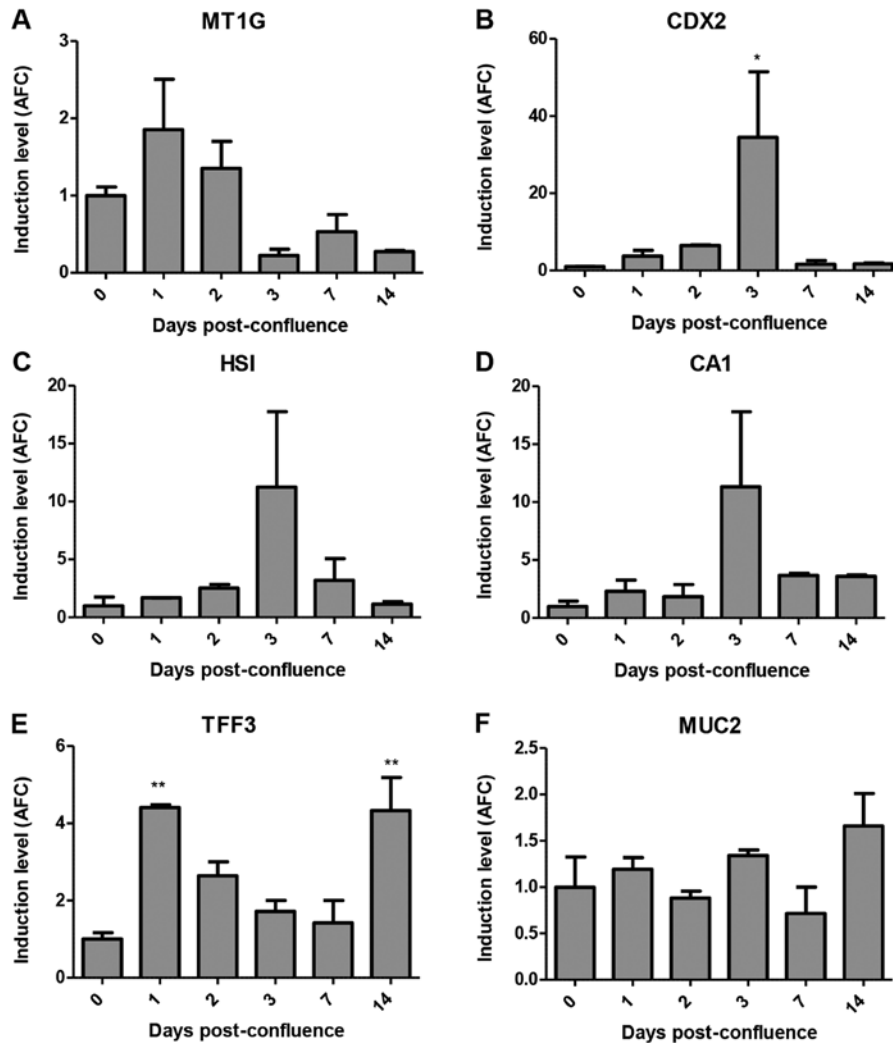 A
MT1G
Induction level (AFC)
3
2
1
0
0 1 2 3 7 14
Days post-confluence
B
CDX2
Induction level (AFC)
60
40
20
0
*
0 1 2 3 7 14
Days post-confluence
C
HSI
Induction level (AFC)
20
15
10
5
0
0 1 2 3 7 14
Days post-confluence
D
CA1
Induction level (AFC)
20
15
10
5
0
0 1 2 3 7 14
Days post-confluence
E
TFF3
Induction level (AFC)
6
4
2
0
** **
0 1 2 3 7 14
Days post-confluence
F
MUC2
Induction level (AFC)
2.5
2.0
1.5
1.0
0.5
0.0
0 1 2 3 7 14
Days post-confluence